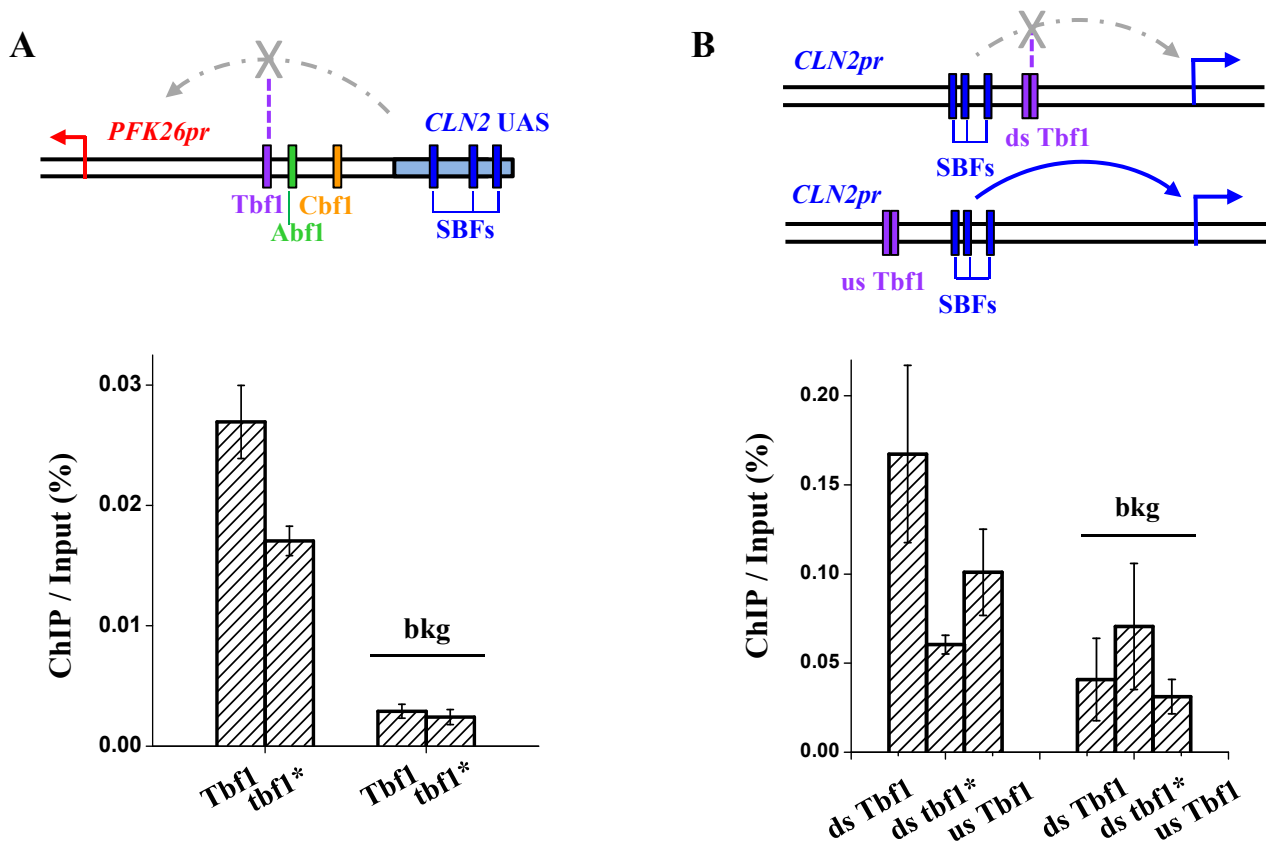 A
PFK26pr
CLN2 UAS
Tbf1
Cbf1
Abf1
SBFs
ChIP / Input (%)
0.03
0.02
0.01
0.00
bkg
Tbf1
tbf1*
Tbf1
tbf1*
B
CLN2pr
ds Tbf1
SBFs
CLN2pr
us Tbf1
SBFs
ChIP / Input (%)
0.20
0.15
0.10
0.05
0.00
bkg
ds Tbf1
ds tbf1*
us Tbf1
ds Tbf1
ds tbf1*
us Tbf1